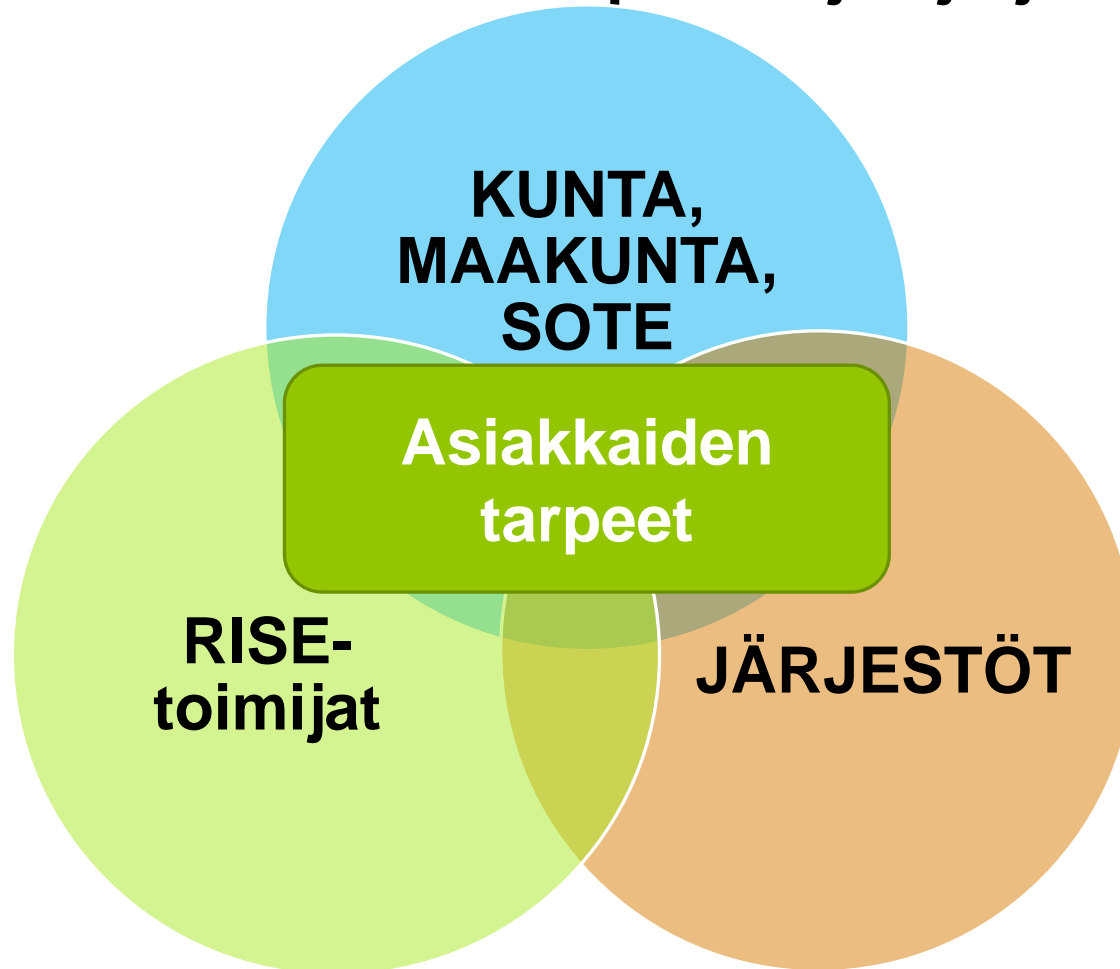 KUNTA,
MAAKUNTA,
SOTE
Asiakkaiden
tarpeet
RISE-
toimijat
JÄRJESTÖT